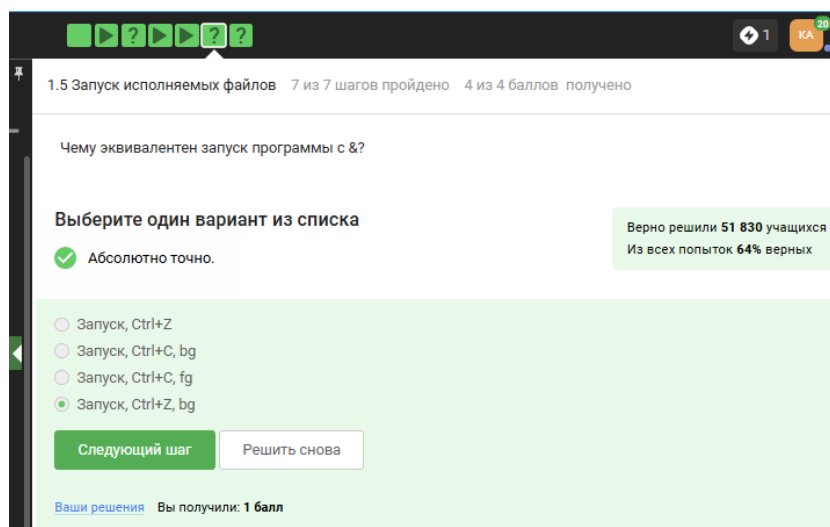 ? ? ? 1 КА 20
1.5 Запуск исполняемых файлов 7 из 7 шагов пройдено 4 из 4 баллов получено
Чему эквивалентен запуск программы с &?
Выберите один вариант из списка
Абсолютно точно.
Верно решили 51 830 учащихся
Из всех попыток 64% верных
Запуск, Ctrl+Z
Запуск, Ctrl+C, bg
Запуск, Ctrl+C, fg
Запуск, Ctrl+Z, bg
Следующий шаг Решить снова
Ваши решения Вы получили: 1 балл